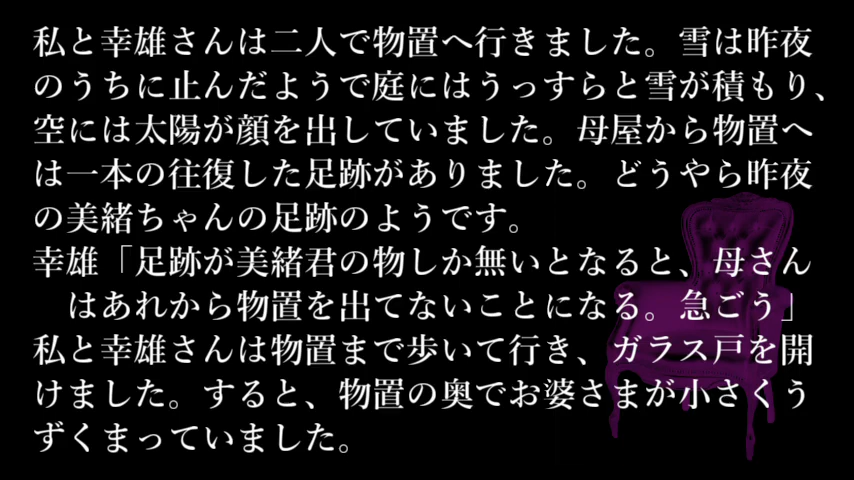 私と幸雄さんは二人で物置へ行きました。雪は昨夜
のうちに止んだようで庭にはうっすらと雪が積もり、
空には太陽が顔を出していました。母屋から物置へ
は一本の往復した足跡がありました。どうやら昨夜
の美緒ちゃんの足跡のようです。
幸雄「足跡が美緒君の物しか無いとなると、母さん
　はあれから物置を出てないことになる。急ごう」
私と幸雄さんは物置まで歩いて行き、ガラス戸を開
けました。すると、物置の奥でお婆さまが小さくう
ずくまっていました。